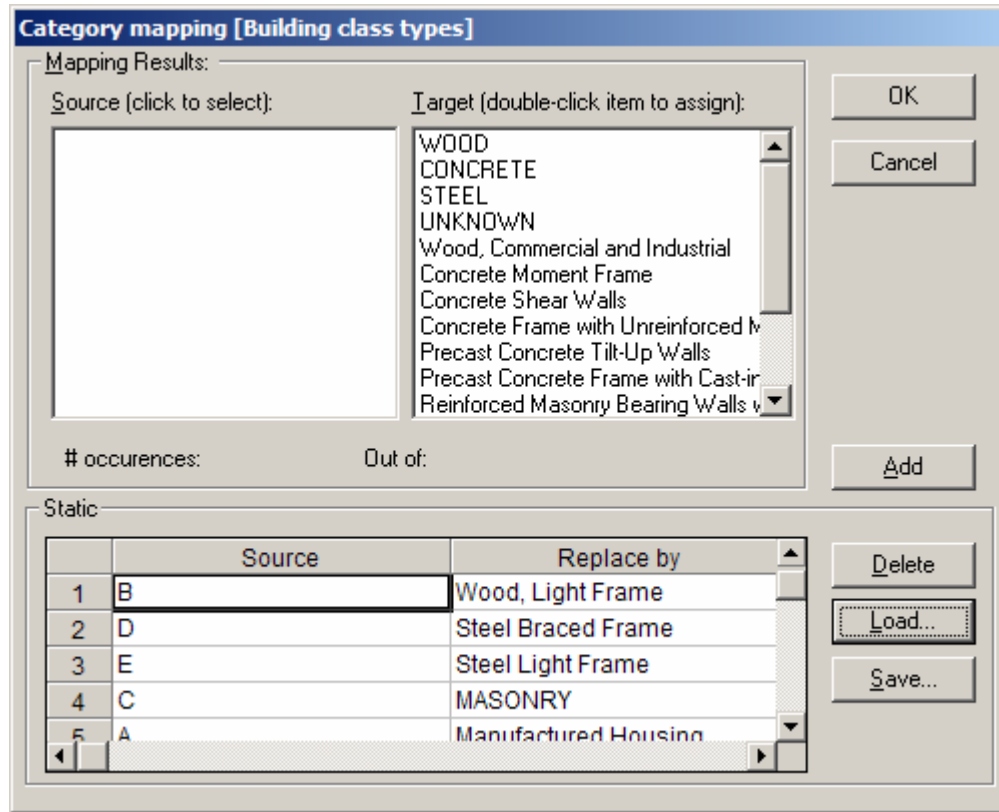 Category mapping [Building class types]
Mapping Results:
Source (click to select):
Target (double-click item to assign):
WOOD
CONCRETE
STEEL
UNKNOWN
Wood, Commercial and Industrial
Concrete Moment Frame
Concrete Shear Walls
Concrete Frame with Unreinforced M
Precast Concrete Tilt-Up Walls
Precast Concrete Frame with Cast-in
Reinforced Masonry Bearing Walls w
# occurences:
Out of:
OK
Cancel
Add
Static
Source Replace by
1 B Wood, Light Frame
2 D Steel Braced Frame
3 E Steel Light Frame
4 C MASONRY
5 A Manufactured Housing
Delete
Load...
Save...